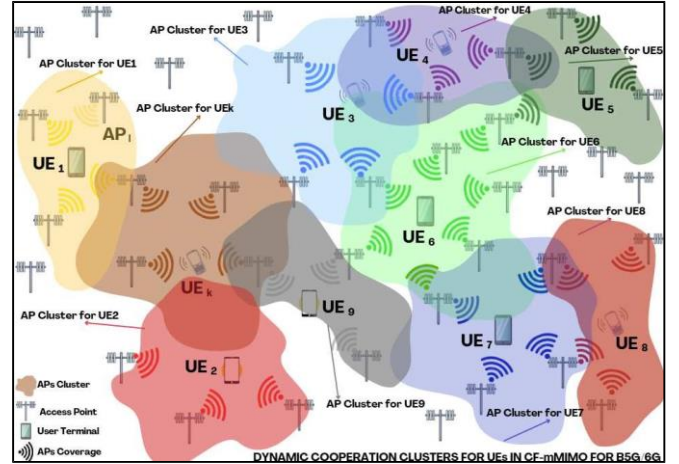 AP Cluster for UE4
AP Cluster for UE3
UE 4
AP Cluster for UE5
AP Cluster for UE1
AP Cluster for UEk
UE 5
UE 3
AP l
UE 1
AP Cluster for UE6
AP Cluster for UE8
UE 6
UE k
UE 9
AP Cluster for UE2
UE 7
UE 8
UE 2
APs Cluster
Access Point
User Terminal
APs Coverage
AP Cluster for UE9
AP Cluster for UE7
DYNAMIC COOPERATION CLUSTERS FOR UEs IN CF-mMIMO FOR B5G/6G